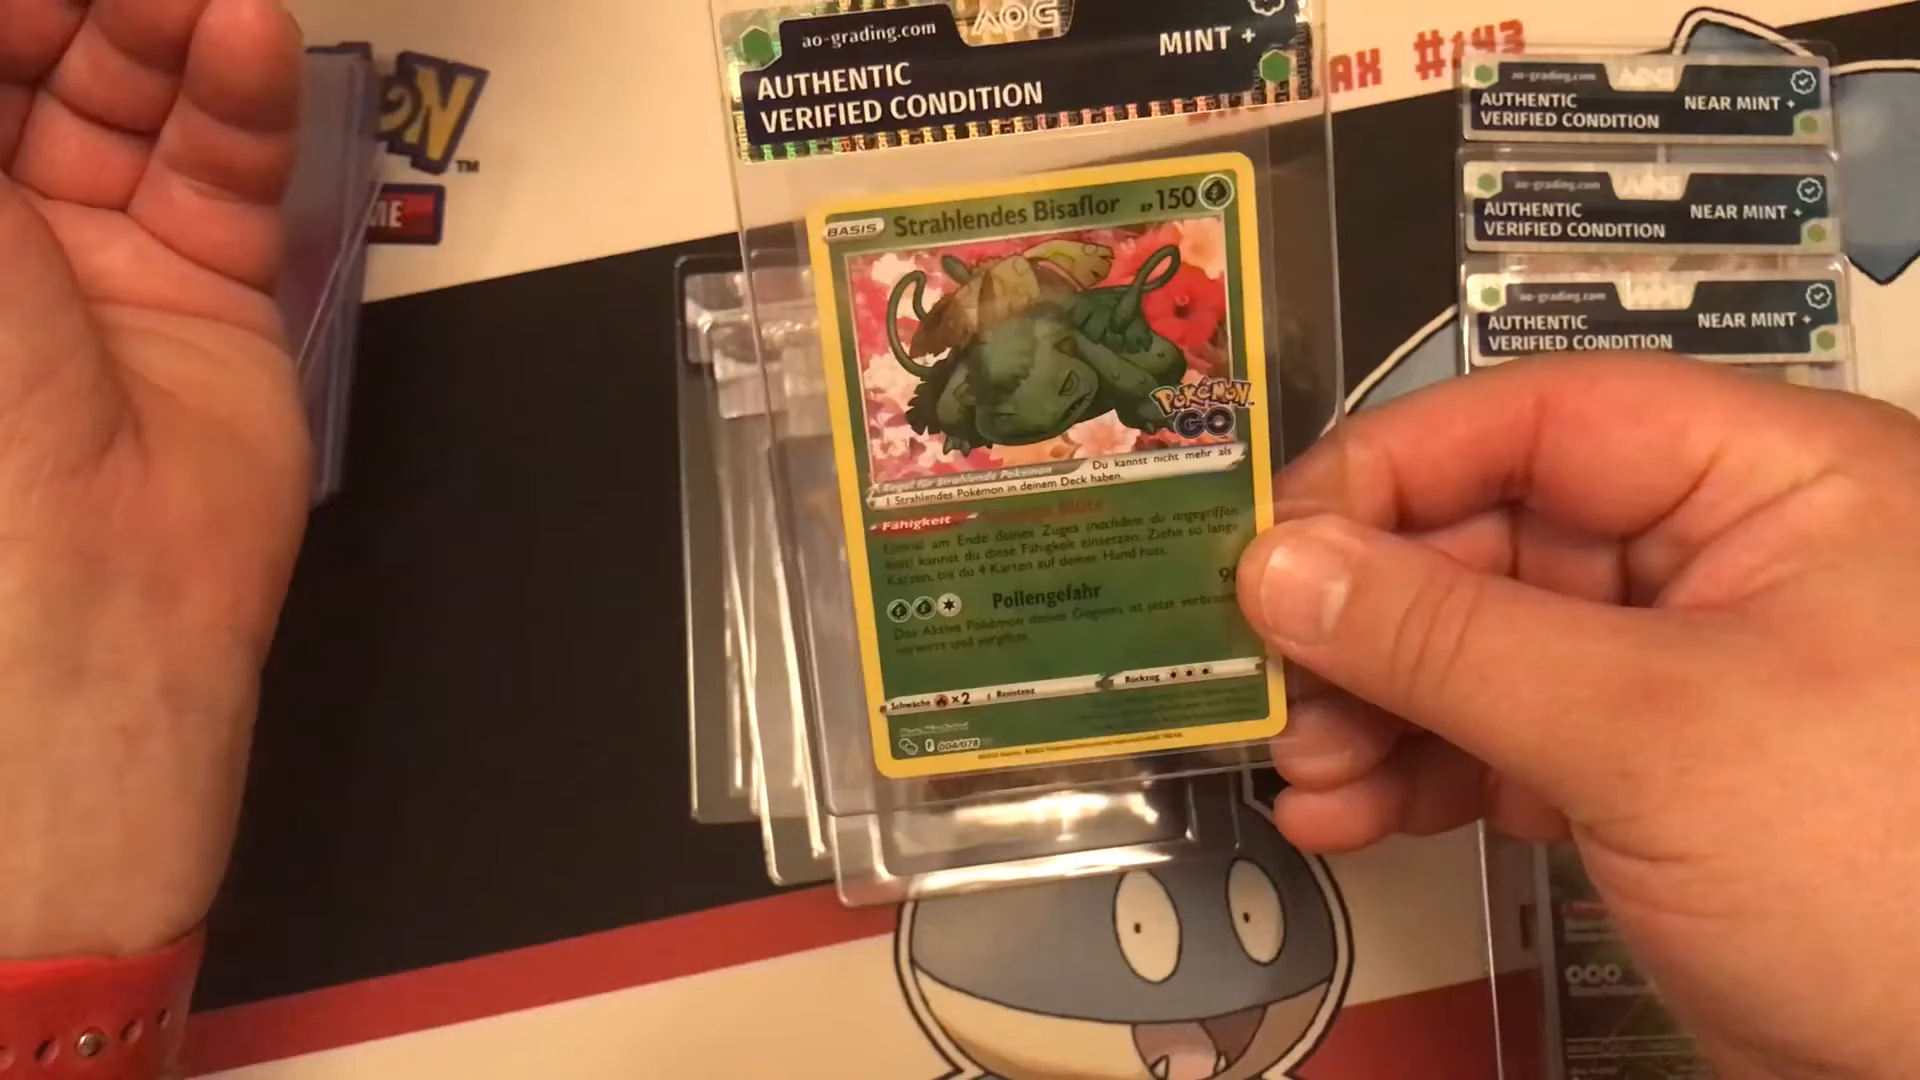 ao-grading.com
MINT +
AUTHENTIC
VERIFIED CONDITION
BASIS Strahlendes Bisaflor KP 150
POKÉMON
GO
Regel für Strahlende Pokémon Du kannst nicht mehr als
1 Strahlendes Pokémon in deinem Deck haben.
Fähigkeit
Einmal am Ende deines Zuges (nachdem du angegriffen
hast) kannst du diese Fähigkeit einsetzen. Ziehe so lange
Karten, bis du 4 Karten auf deiner Hand hast.
Pollengefahr
Das Aktive Pokémon deines Gegners ist jetzt
verwirrt und vergiftet.
Schwäche ×2 Resistenz Rückzug
F 004/078
#143
ao-grading.com
AUTHENTIC
VERIFIED CONDITION
NEAR MINT +
ao-grading.com
AUTHENTIC
VERIFIED CONDITION
NEAR MINT +
ao-grading.com
AUTHENTIC
VERIFIED CONDITION
NEAR MINT +